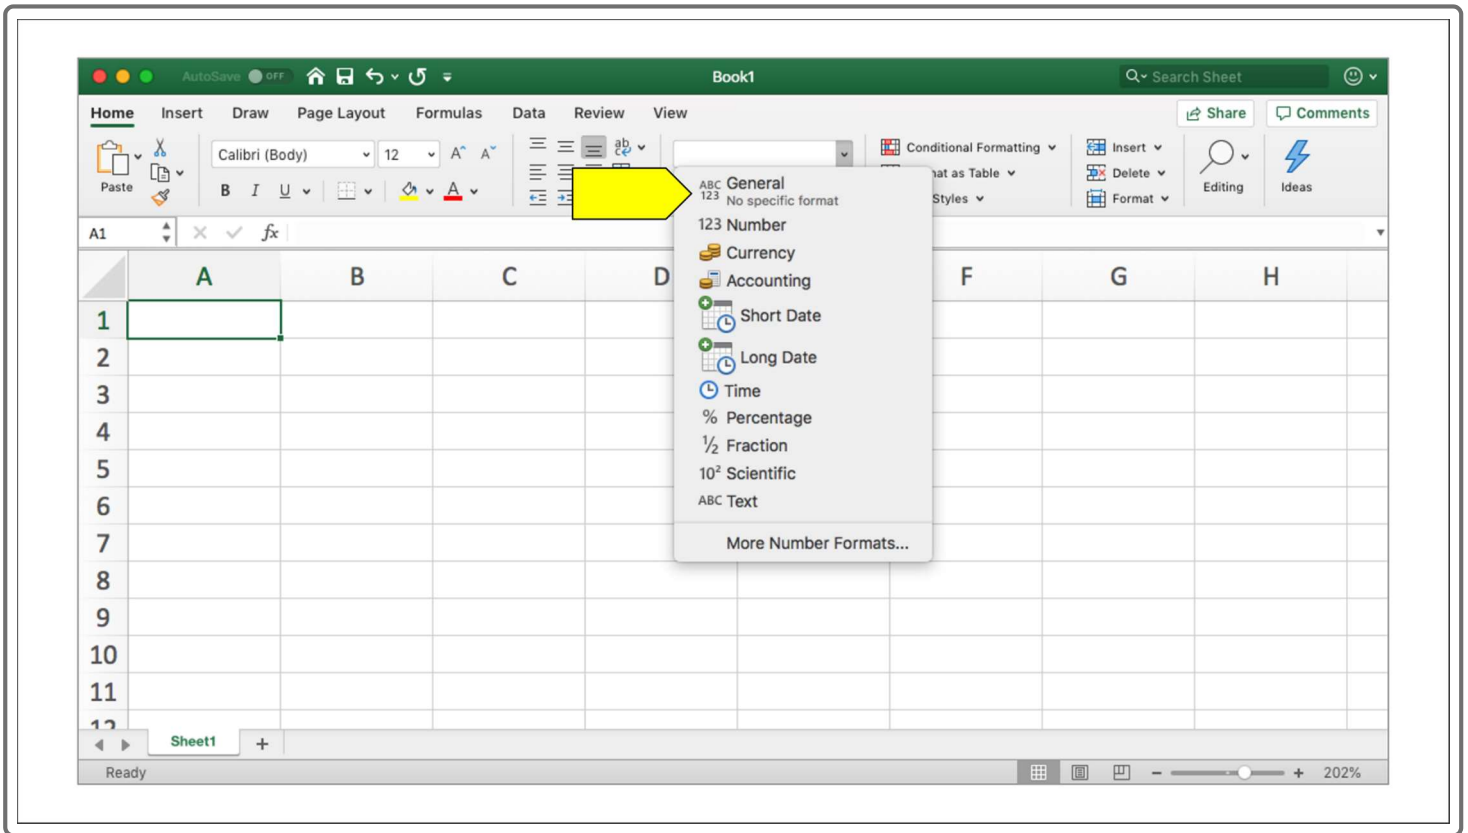 AutoSave OFF
Book1
Search Sheet
Home Insert Draw Page Layout Formulas Data Review View
Share Comments
Paste
Calibri (Body) 12 A A
B I U A
ab
Conditional Formatting
at as Table
Styles
Insert
Delete
Format
Editing
Ideas
A1 fx
A B C D F G H
1
2
3
4
5
6
7
8
9
10
11
12
ABC 123 General
No specific format
123 Number
Currency
Accounting
Short Date
Long Date
Time
% Percentage
½ Fraction
10² Scientific
ABC Text
More Number Formats...
Sheet1 +
Ready
− + 202%